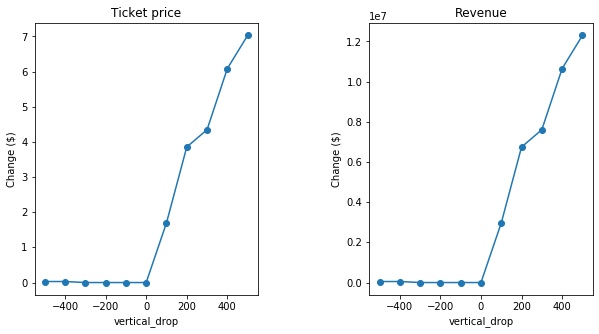 Ticket price
7
6
5
4
3
2
1
0
Change ($)
−400 −200 0 200 400
vertical_drop
Revenue
1e7
1.2
1.0
0.8
0.6
0.4
0.2
0.0
Change ($)
−400 −200 0 200 400
vertical_drop